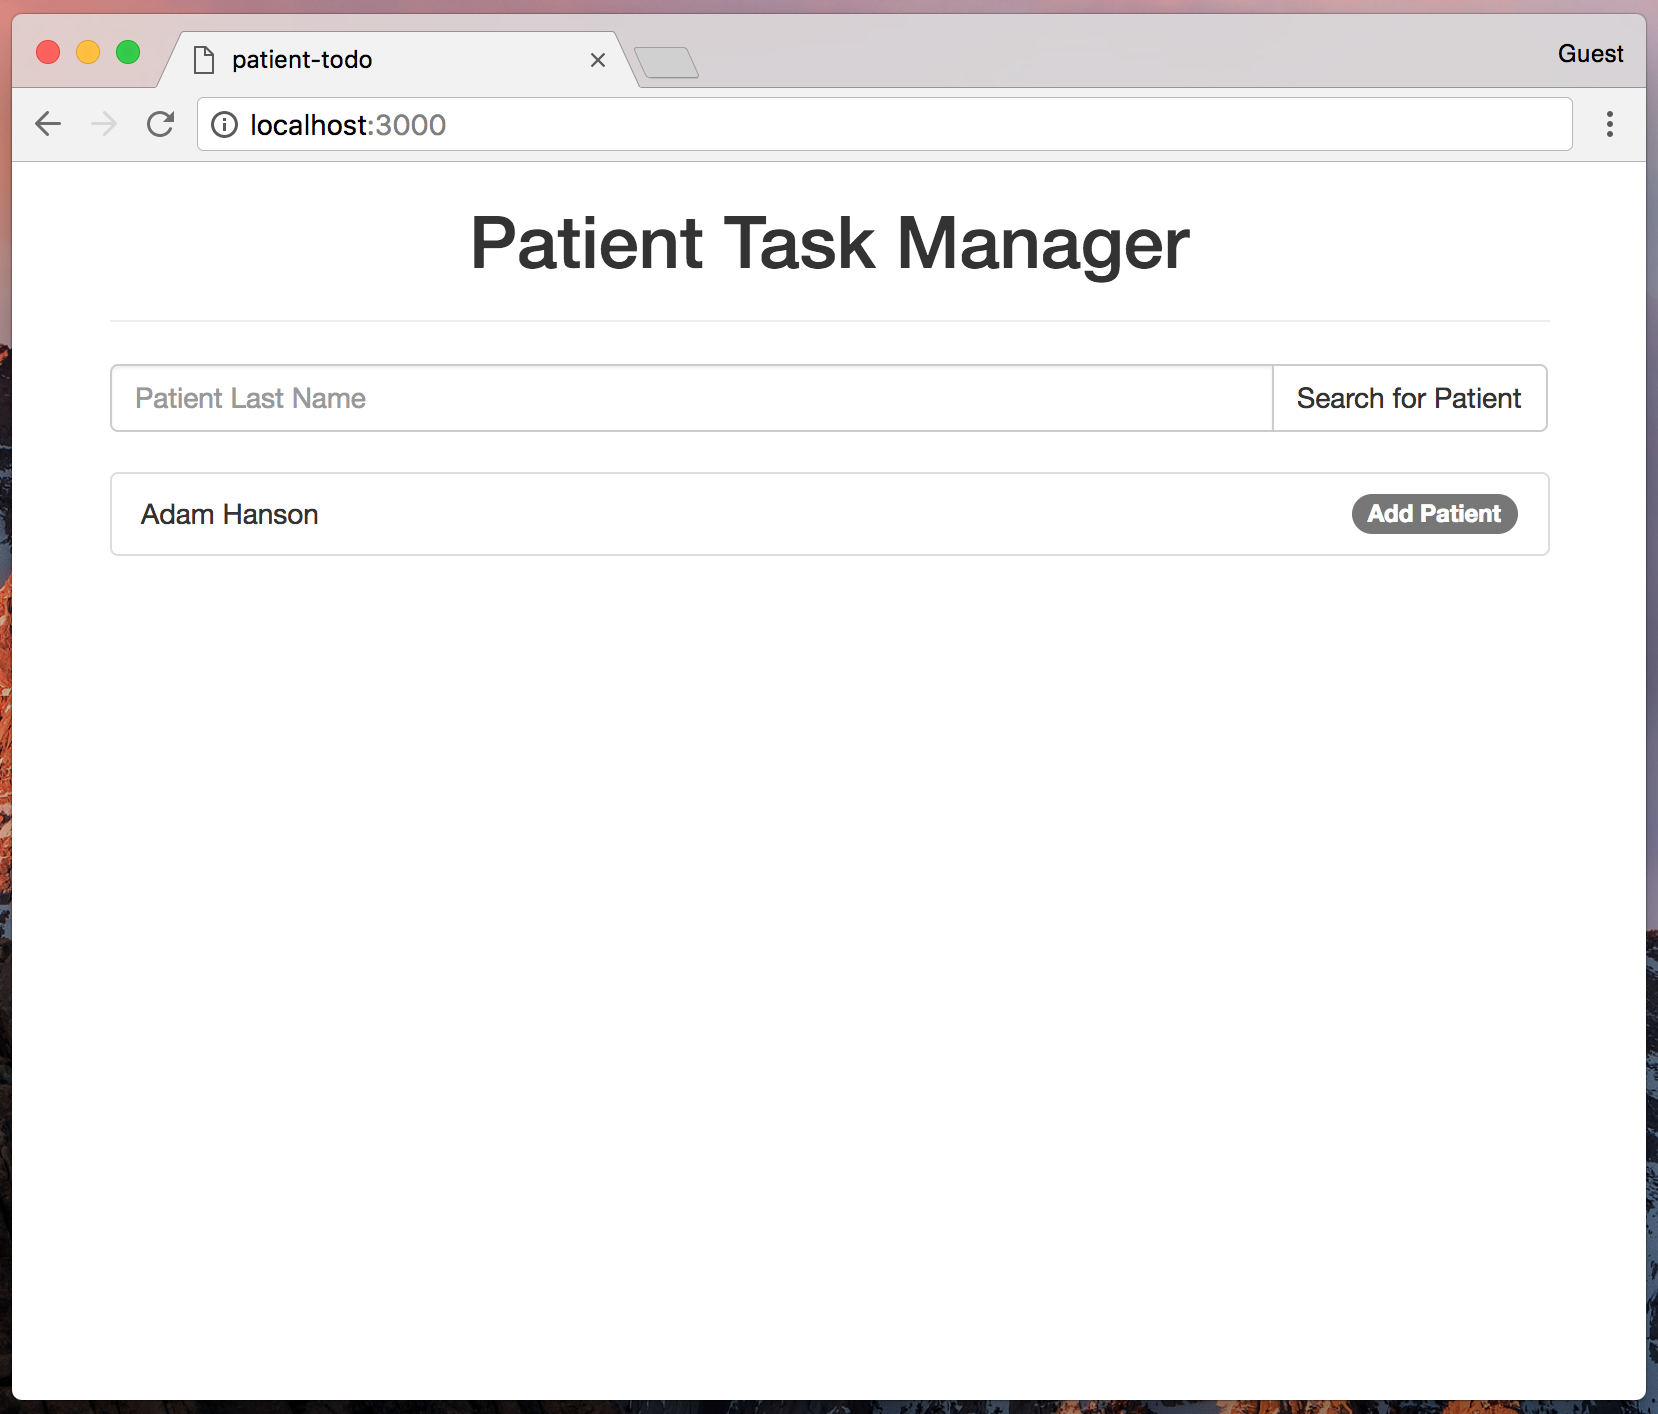 patient-todo
Guest
localhost:3000
Patient Task Manager
Patient Last Name
Search for Patient
Adam Hanson
Add Patient